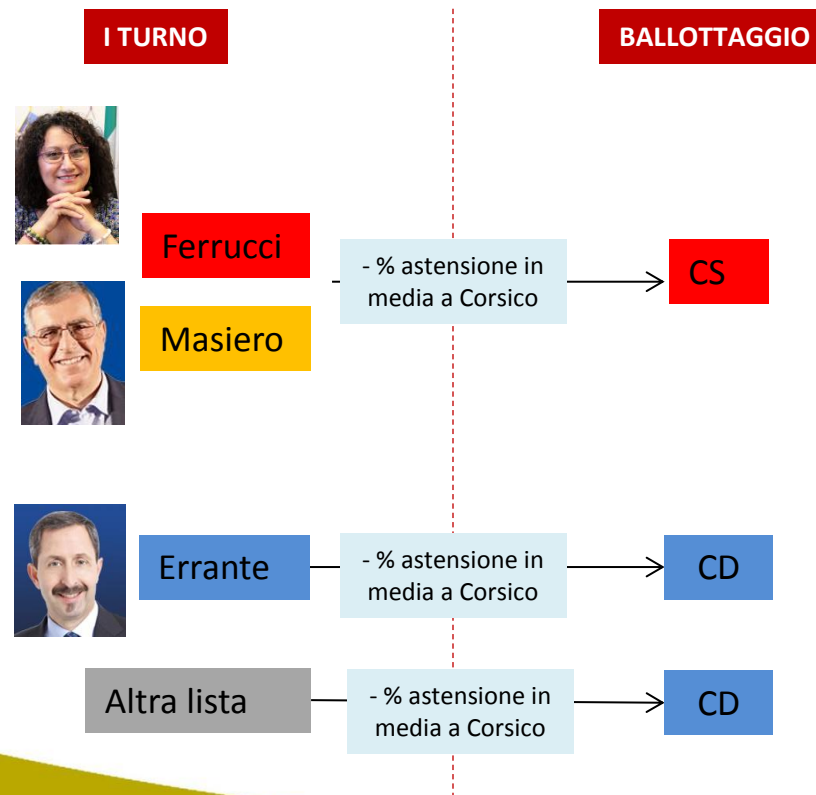 I TURNO
BALLOTTAGGIO
Ferrucci
- % astensione in
media a Corsico
CS
Masiero
Errante
- % astensione in
media a Corsico
CD
Altra lista
- % astensione in
media a Corsico
CD